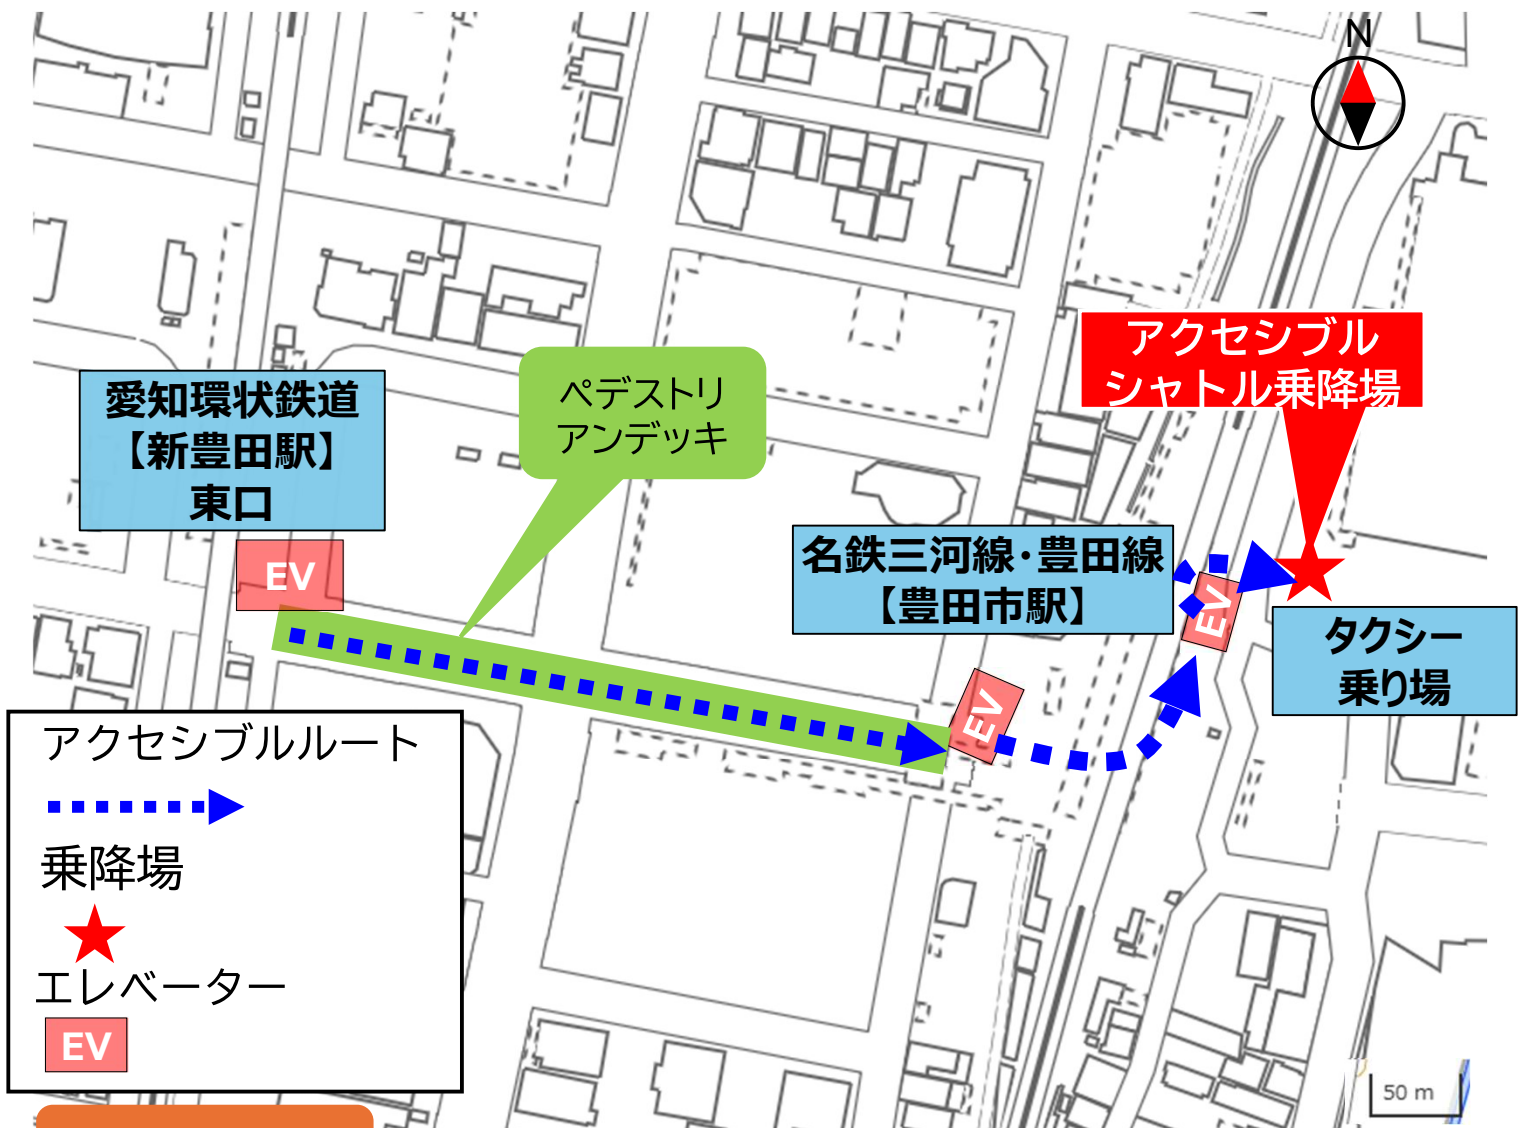 N
アクセシブル
シャトル乗降場
愛知環状鉄道
【新豊田駅】
東口
ペデストリ
アンデッキ
EV
名鉄三河線・豊田線
【豊田市駅】
EV
タクシー
乗り場
EV
アクセシブルルート
乗降場
エレベーター
EV
50 m